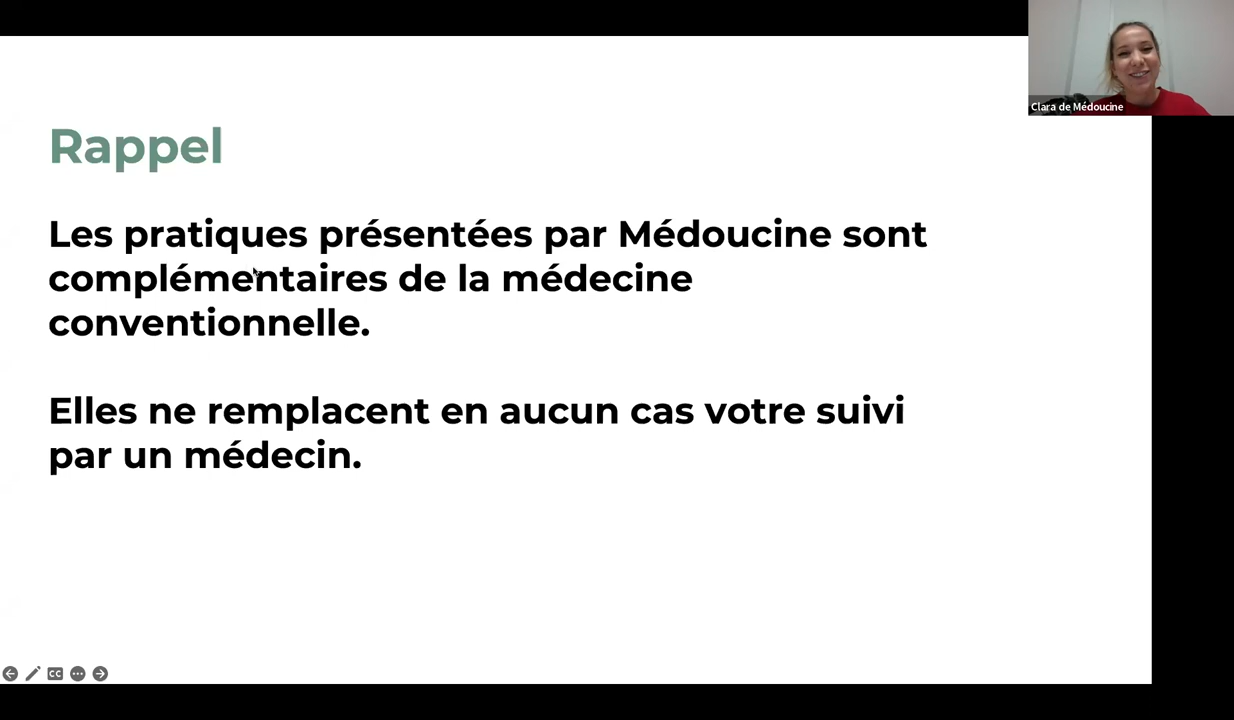 Clara de Médoucine
Rappel
Les pratiques présentées par Médoucine sont
complémentaires de la médecine
conventionnelle.
Elles ne remplacent en aucun cas votre suivi
par un médecin.
CC